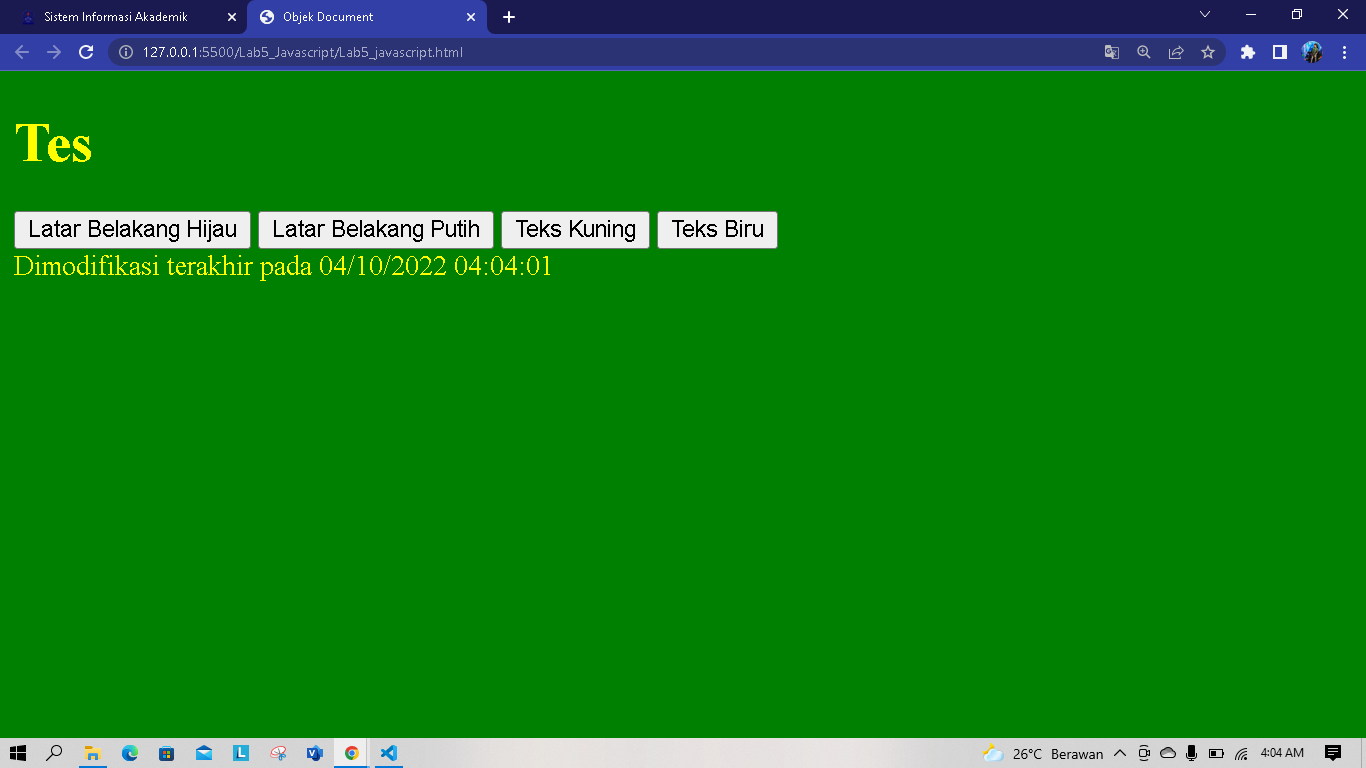 Sistem Informasi Akademik
Objek Document
127.0.0.1:5500/Lab5_Javascript/Lab5_javascript.html
Tes
Latar Belakang Hijau Latar Belakang Putih Teks Kuning Teks Biru
Dimodifikasi terakhir pada 04/10/2022 04:04:01
26°C Berawan 4:04 AM